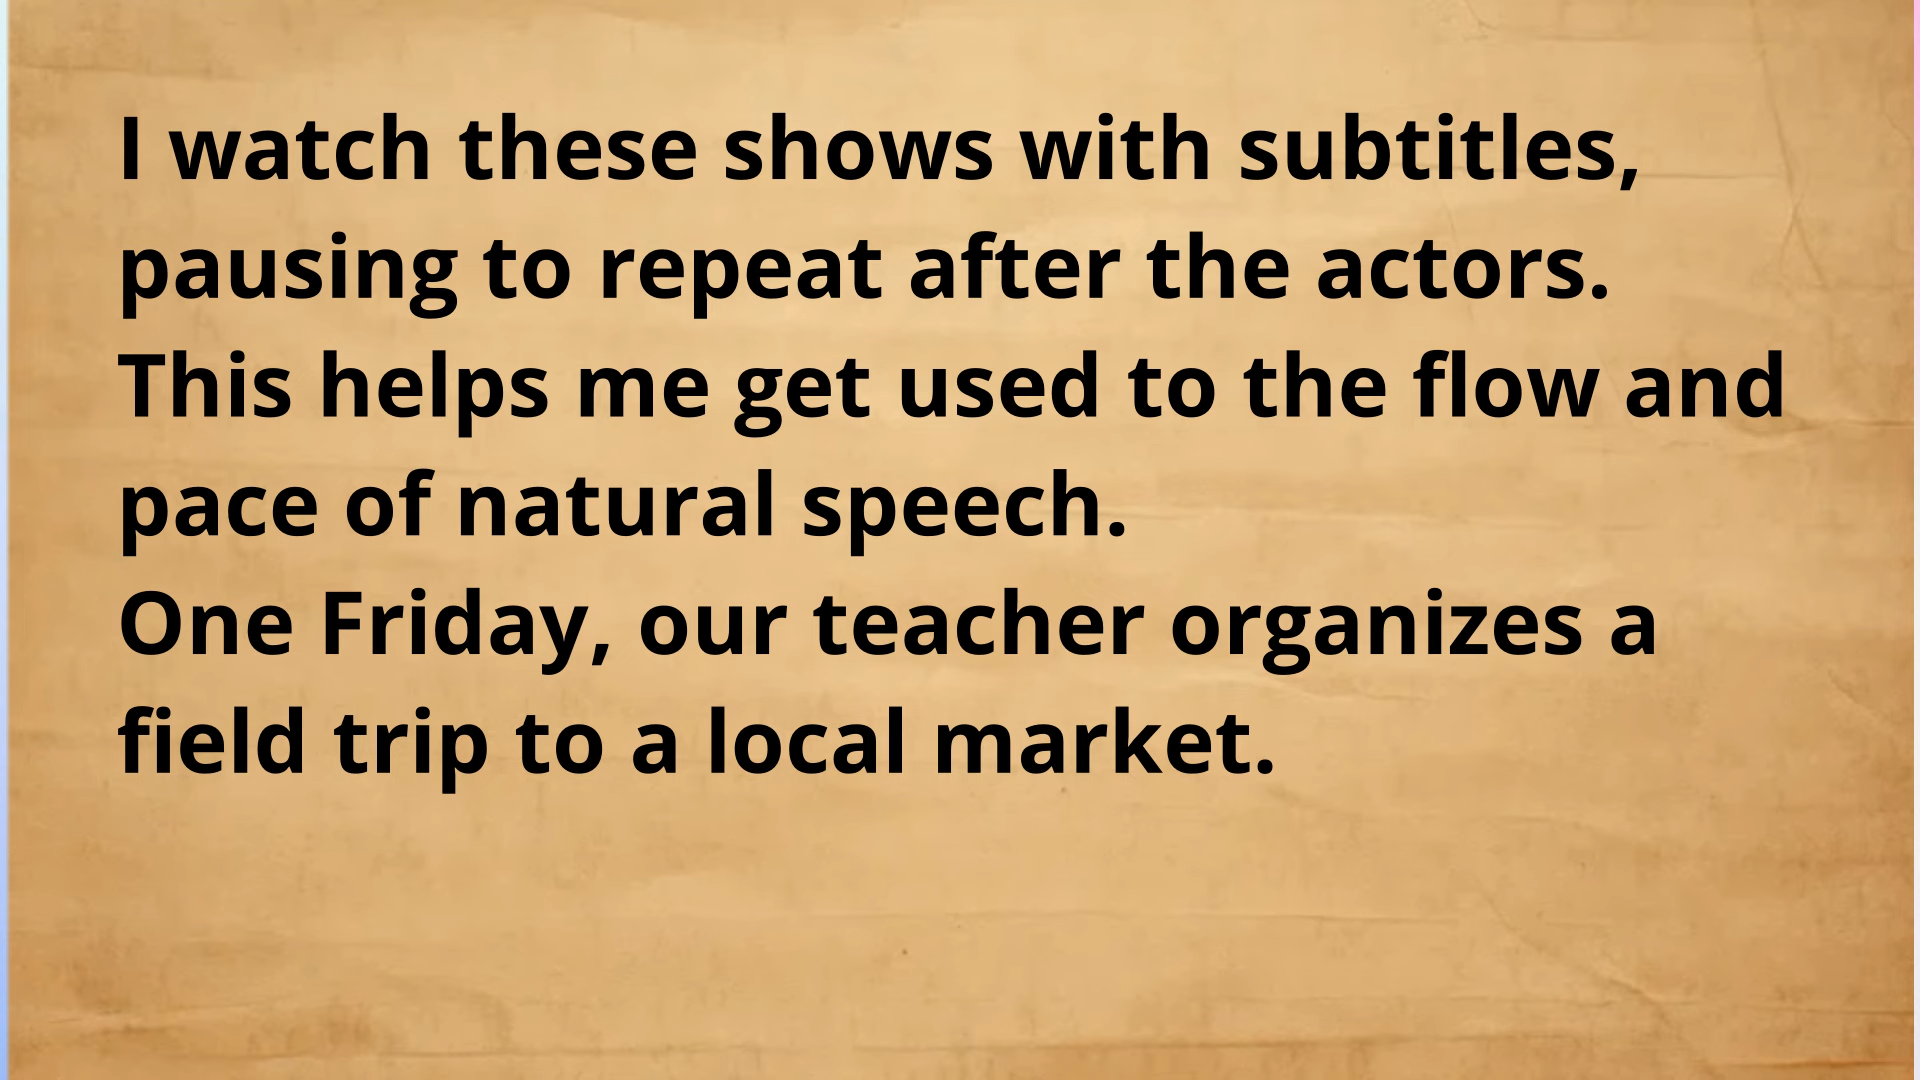 I watch these shows with subtitles,
pausing to repeat after the actors.
This helps me get used to the flow and
pace of natural speech.
One Friday, our teacher organizes a
field trip to a local market.